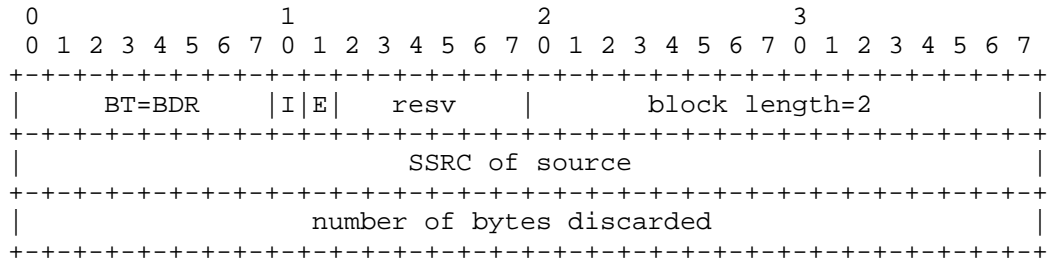 0                   1                   2                   3
 0 1 2 3 4 5 6 7 0 1 2 3 4 5 6 7 0 1 2 3 4 5 6 7 0 1 2 3 4 5 6 7
+-+-+-+-+-+-+-+-+-+-+-+-+-+-+-+-+-+-+-+-+-+-+-+-+-+-+-+-+-+-+-+-+
|     BT=BDR    |I|E|    resv   |       block length=2          |
+-+-+-+-+-+-+-+-+-+-+-+-+-+-+-+-+-+-+-+-+-+-+-+-+-+-+-+-+-+-+-+-+
|                        SSRC of source                         |
+-+-+-+-+-+-+-+-+-+-+-+-+-+-+-+-+-+-+-+-+-+-+-+-+-+-+-+-+-+-+-+-+
|                  number of bytes discarded                    |
+-+-+-+-+-+-+-+-+-+-+-+-+-+-+-+-+-+-+-+-+-+-+-+-+-+-+-+-+-+-+-+-+